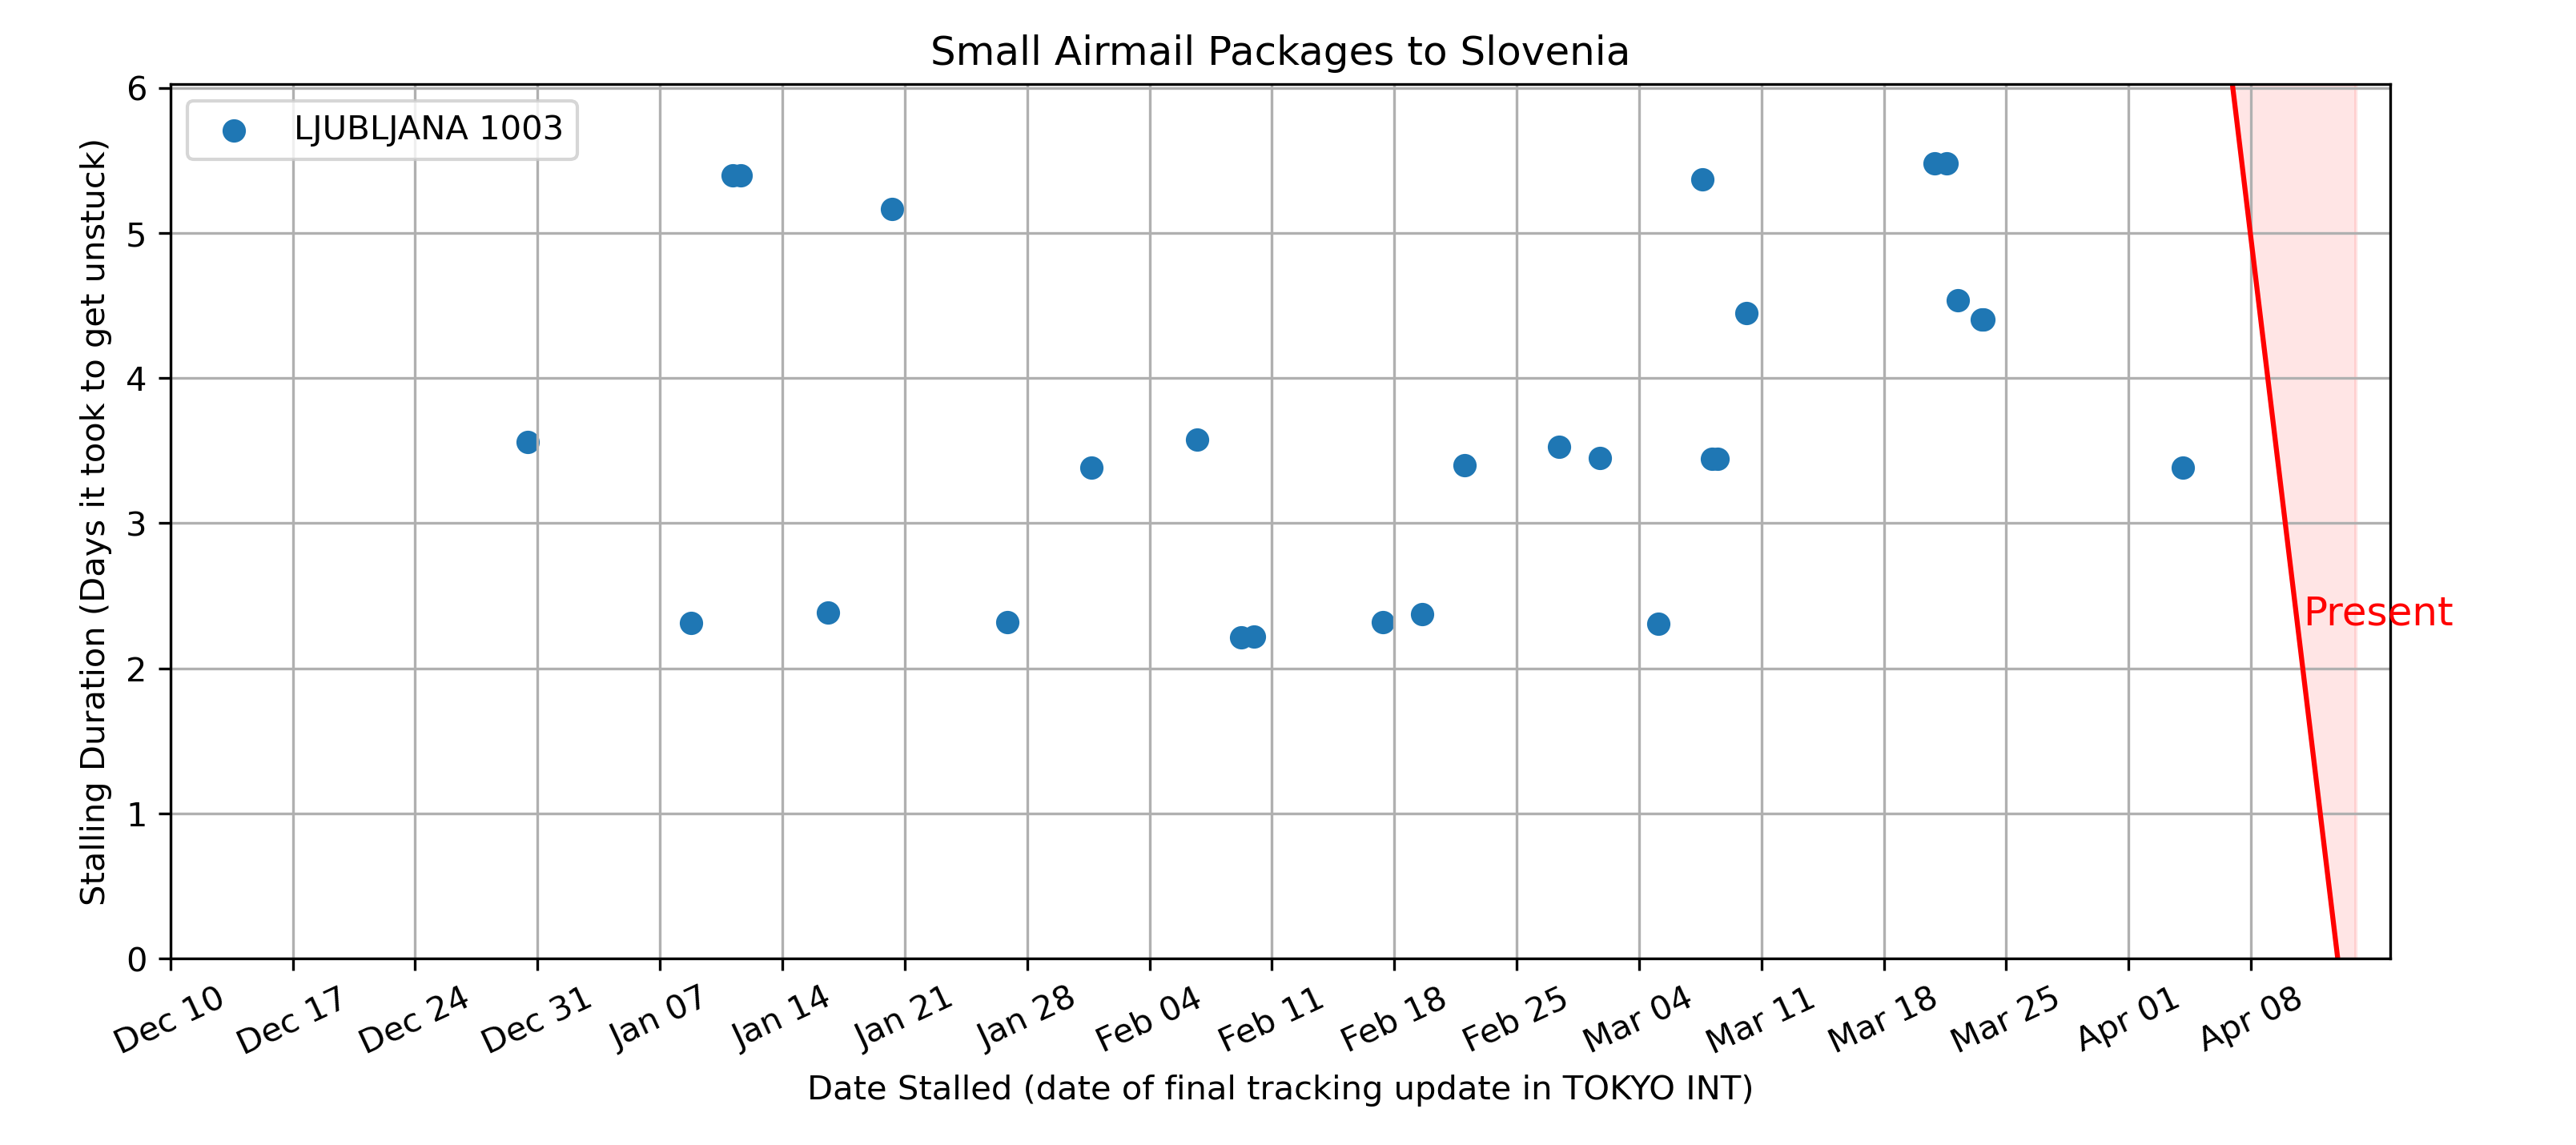 Small Airmail Packages to Slovenia
LJUBLJANA 1003
Stalling Duration (Days it took to get unstuck)
6
5
4
3
2
1
0
Present
Dec 10
Dec 17
Dec 24
Dec 31
Jan 07
Jan 14
Jan 21
Jan 28
Feb 04
Feb 11
Feb 18
Feb 25
Mar 04
Mar 11
Mar 18
Mar 25
Apr 01
Apr 08
Date Stalled (date of final tracking update in TOKYO INT)